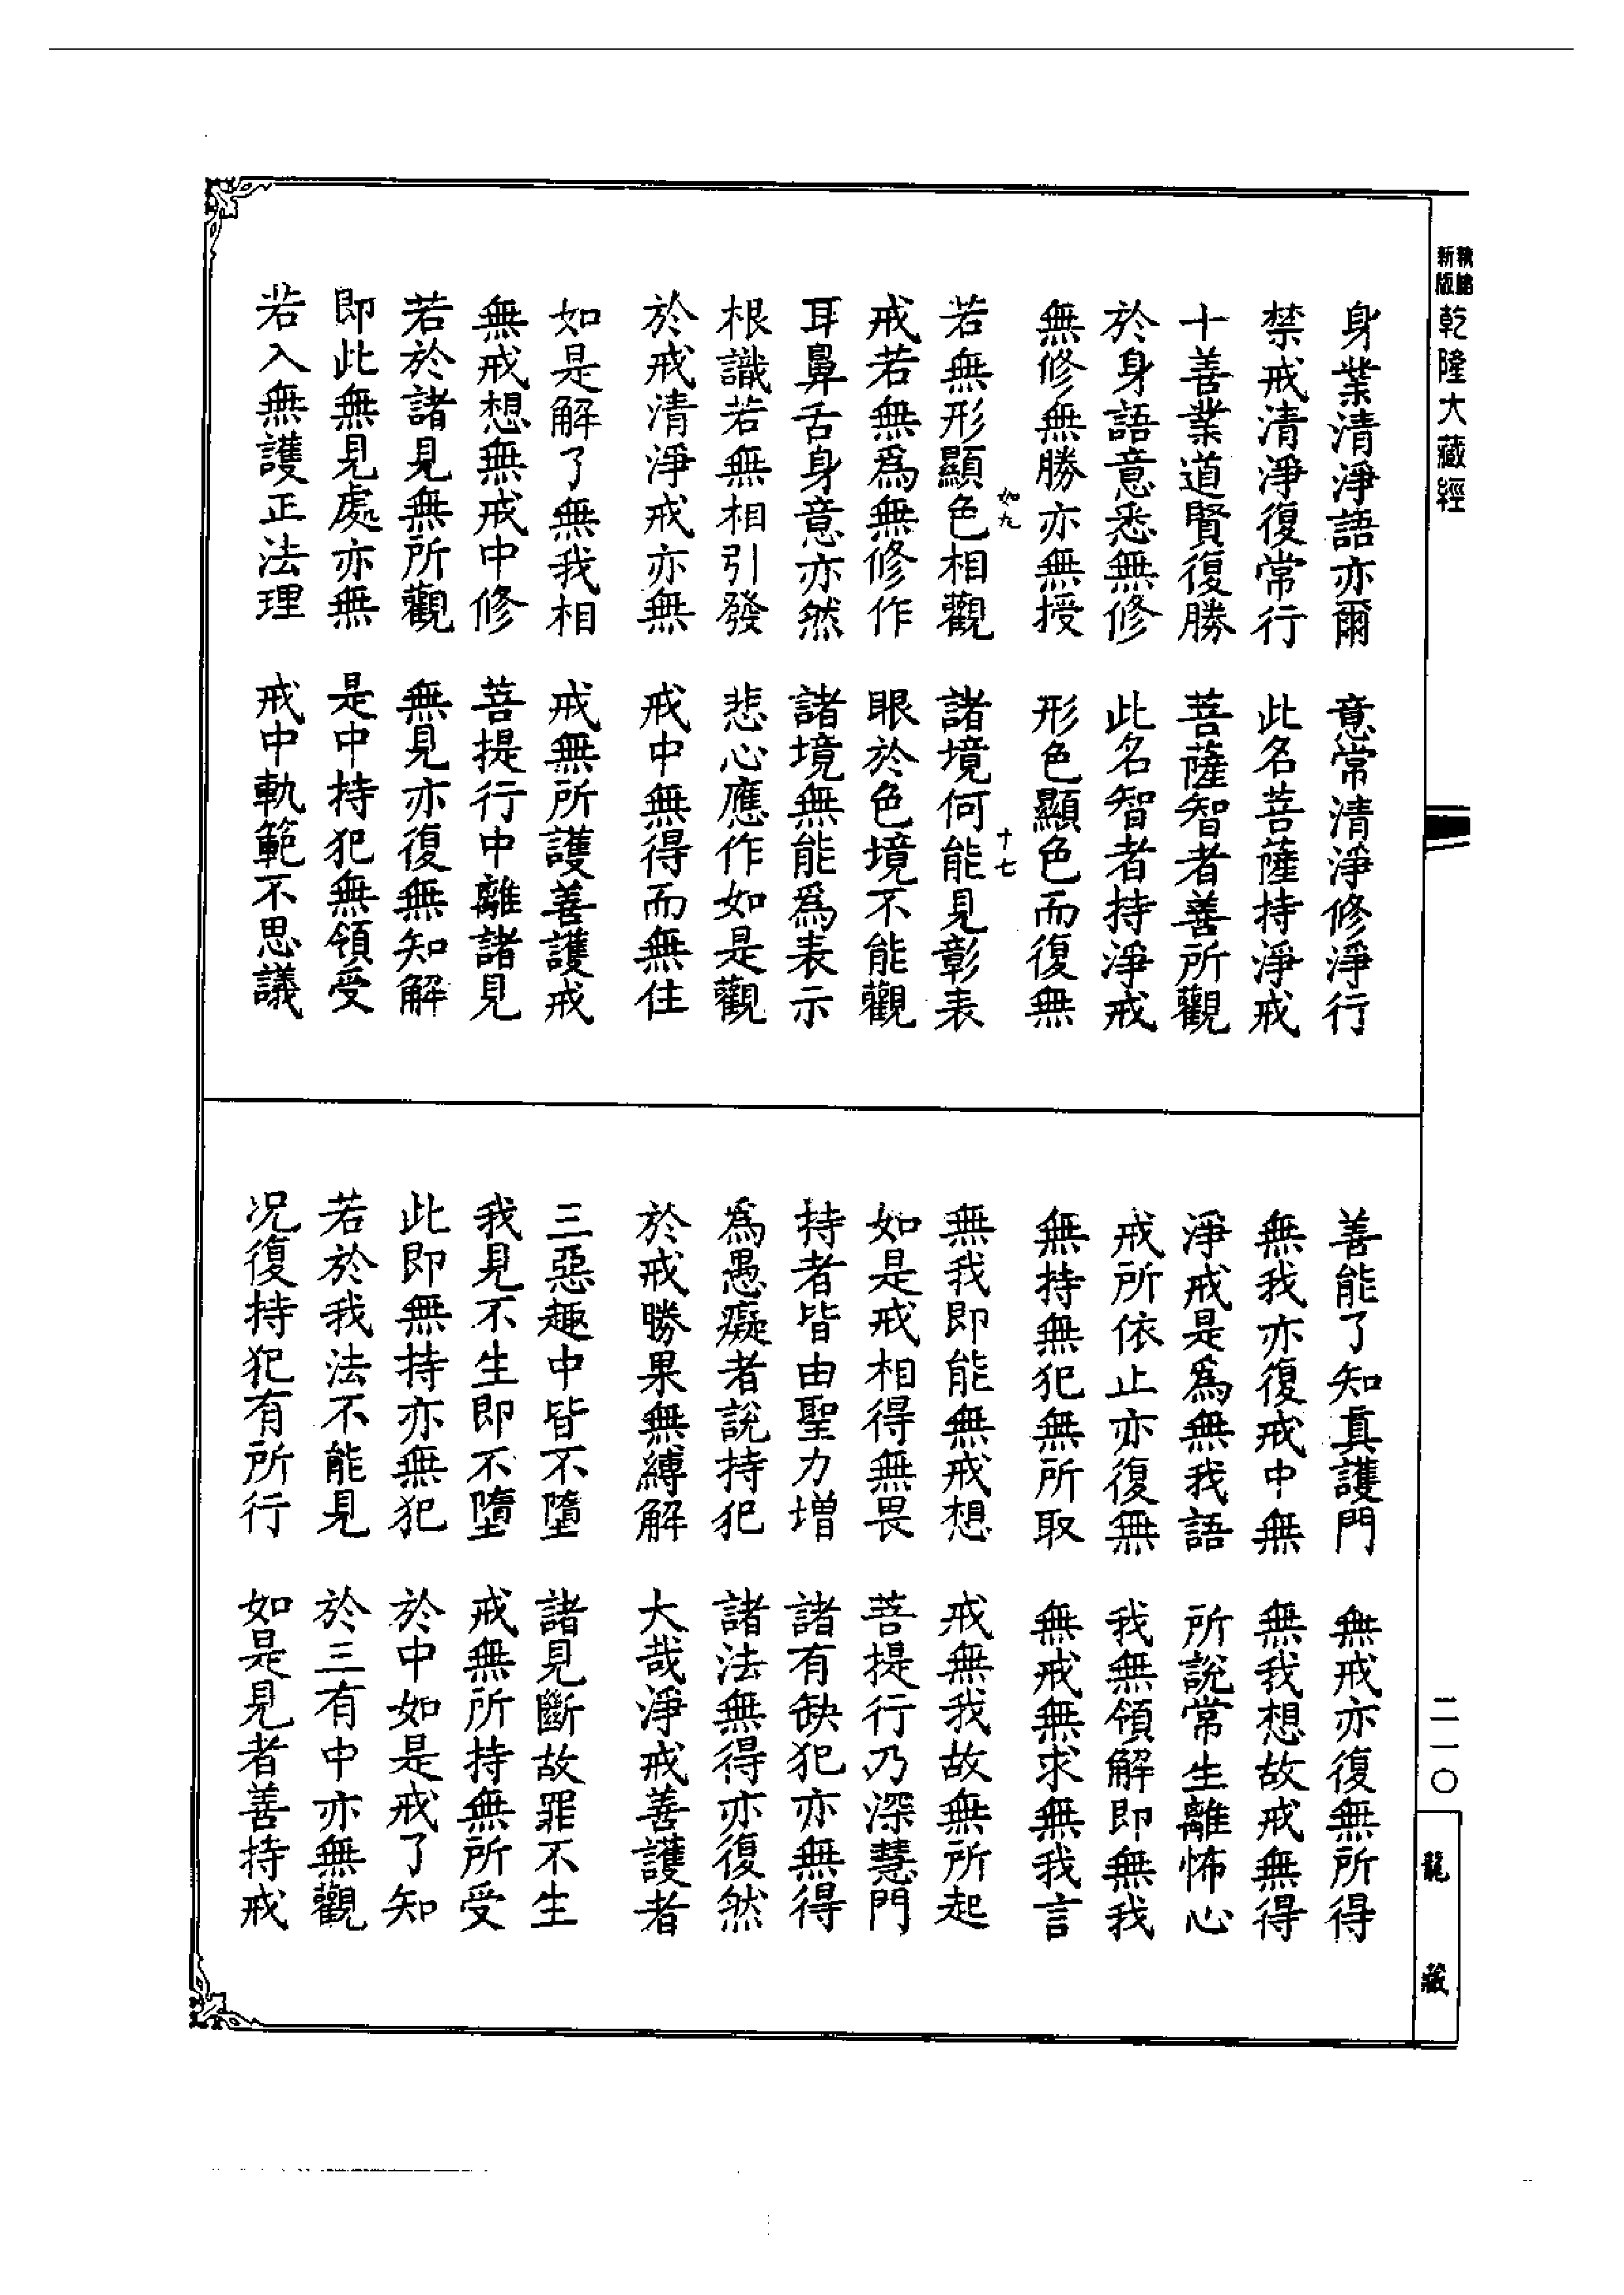 新版
乾隆大藏經
身業清淨語亦爾　意常清淨修淨行
禁戒清淨復常行　此名菩薩持淨戒
十善業道賢復勝　菩薩智者善所觀
於身語意悉無修　此名智者持淨戒
無修無勝亦無授　形色顯色而復無
如九　十七
若無形顯色相觀　諸境何能見彰表
戒若無爲無修作　眼於色境不能觀
耳鼻舌身意亦然　諸境無能爲表示
根識若無相引發　悲心應作如是觀
於戒清淨戒亦無　戒中無得而無住
如是解了無我相　戒無所護善護戒
無戒想無戒中修　菩提行中離諸見
若於諸見無所觀　無見亦復無知解
即此無見處亦無　是中持犯無領受
若入無護正法理　戒中軌範不思議
善能了知真護門　無戒亦復無所得
無我亦復戒中無　無我想故戒無得
淨戒是爲無我語　所說常生離怖心
戒所依止亦復無　我無領解即無我
無持無犯無所取　無戒無求無我言
無我即能無戒想　戒無我故無所起
如是戒相得無畏　菩提行乃深慧門
持者皆由聖力增　諸有缺犯亦無得
爲愚癡者說持犯　諸法無得亦復然
於戒勝果無縛解　大哉淨戒善護者
三惡趣中皆不墮　諸見斷故罪不生
我見不生即不墮　戒無所持無所受
此即無持亦無犯　於中如是戒了知
若於我法不能見　於三有中亦無觀
況復持犯有所行　如是見者善持戒
二一〇
龍藏